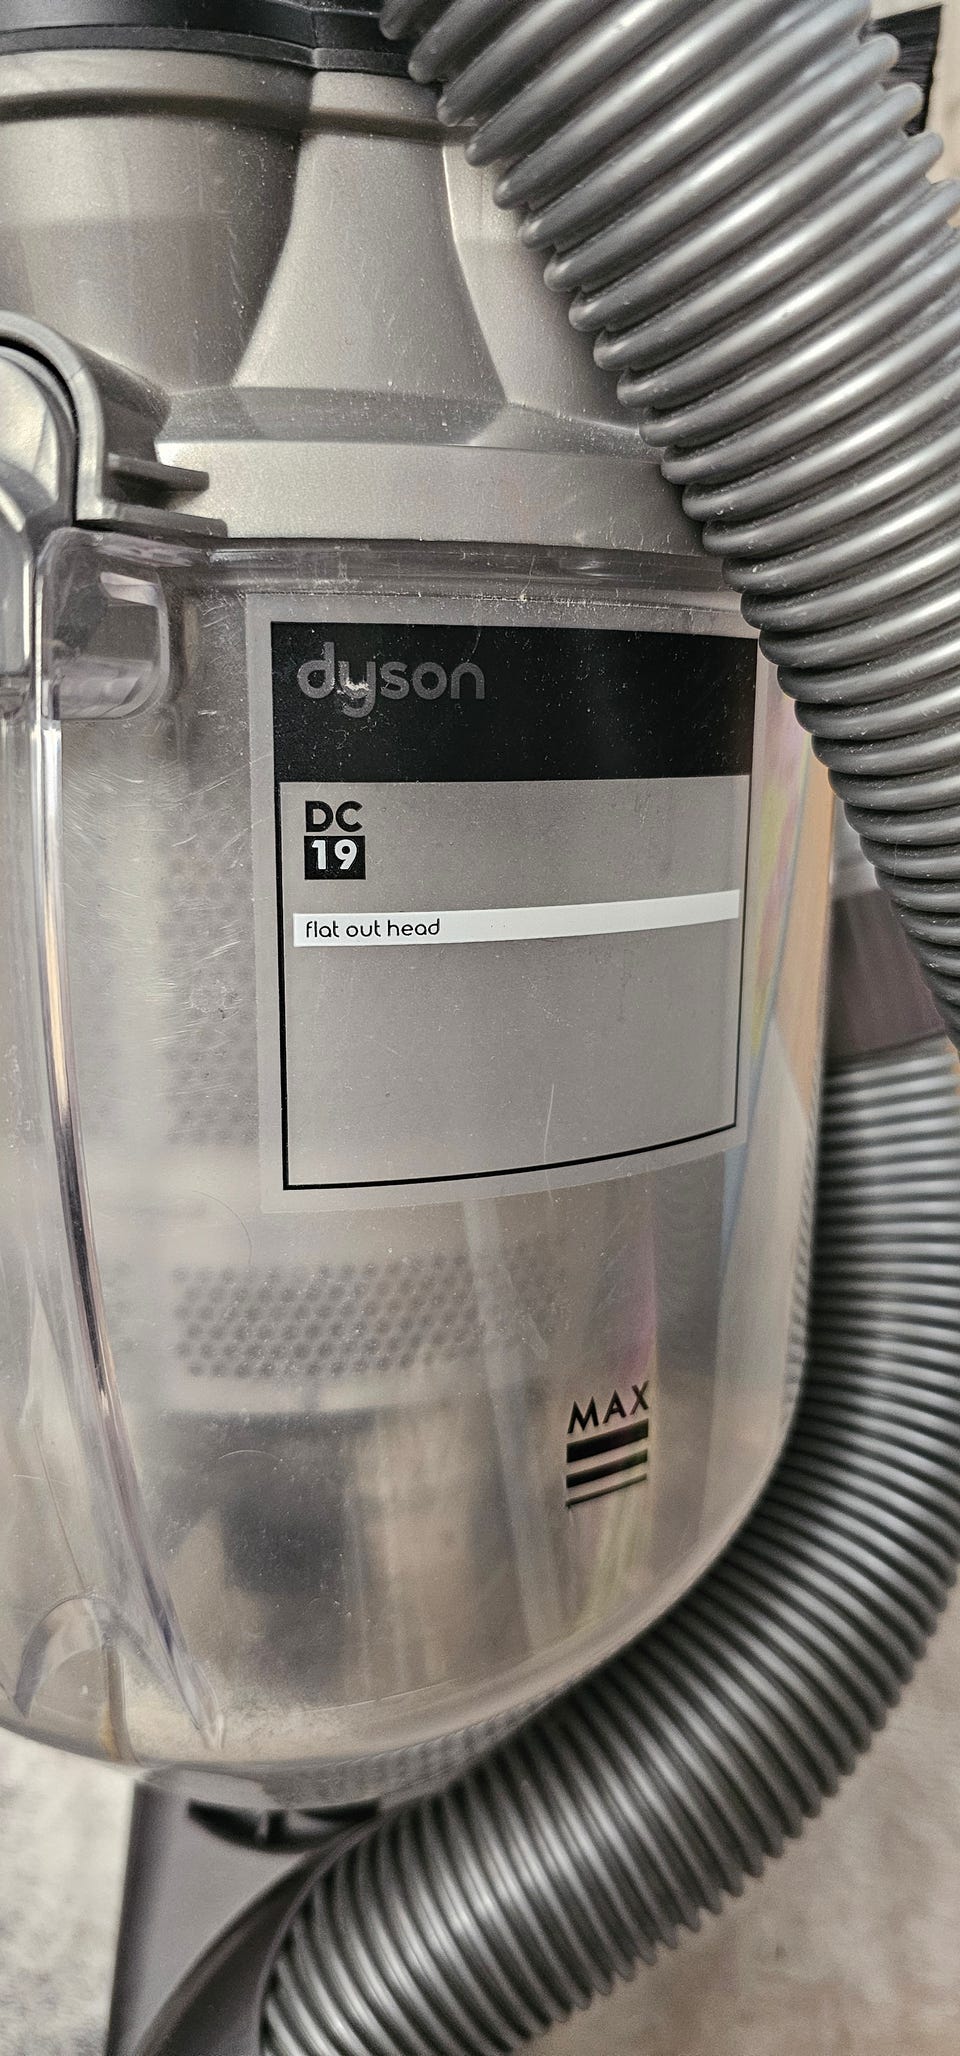 dyson
DC
19
flat out head
MAX